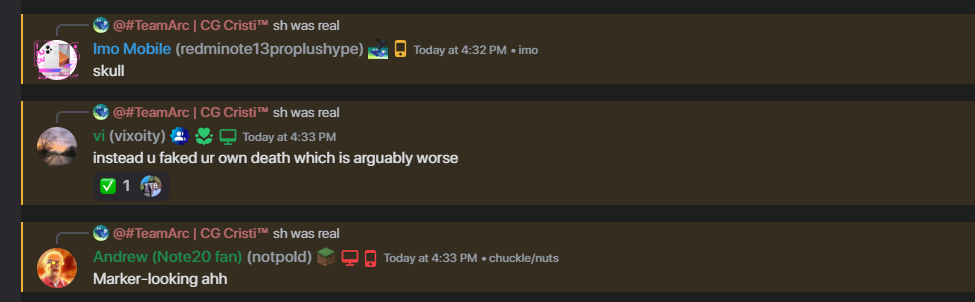 @#TeamArc | CG Cristi™ sh was real
Imo Mobile (redminote13proplushype) Today at 4:32 PM • imo
skull
@#TeamArc | CG Cristi™ sh was real
vi (vixoity) Today at 4:33 PM
instead u faked ur own death which is arguably worse
✅ 1
@#TeamArc | CG Cristi™ sh was real
Andrew (Note20 fan) (notpold) Today at 4:33 PM • chuckle/nuts
Marker-looking ahh